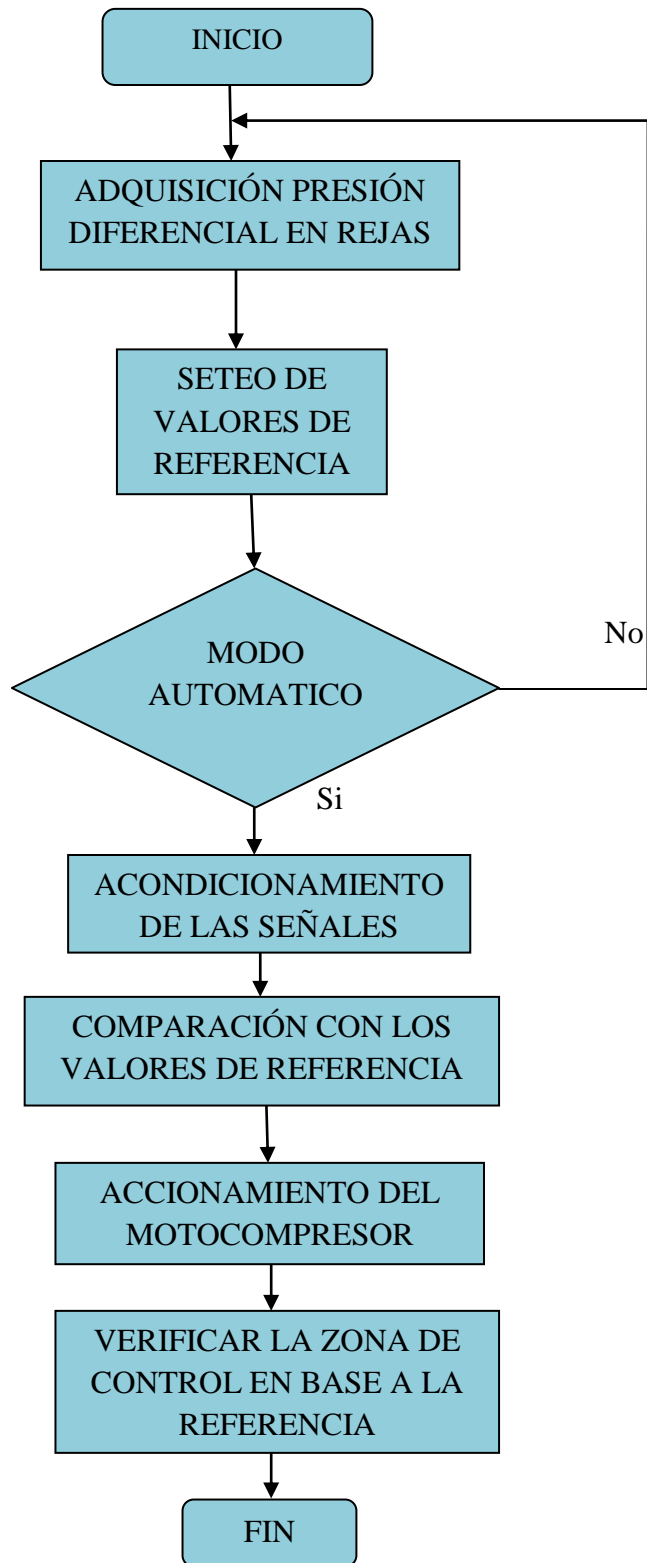 INICIO
ADQUISICIÓN PRESIÓN
DIFERENCIAL EN REJAS
SETEO DE
VALORES DE
REFERENCIA
MODO
AUTOMATICO
No
Si
ACONDICIONAMIENTO
DE LAS SEÑALES
COMPARACIÓN CON LOS
VALORES DE REFERENCIA
ACCIONAMIENTO DEL
MOTOCOMPRESOR
VERIFICAR LA ZONA DE
CONTROL EN BASE A LA
REFERENCIA
FIN